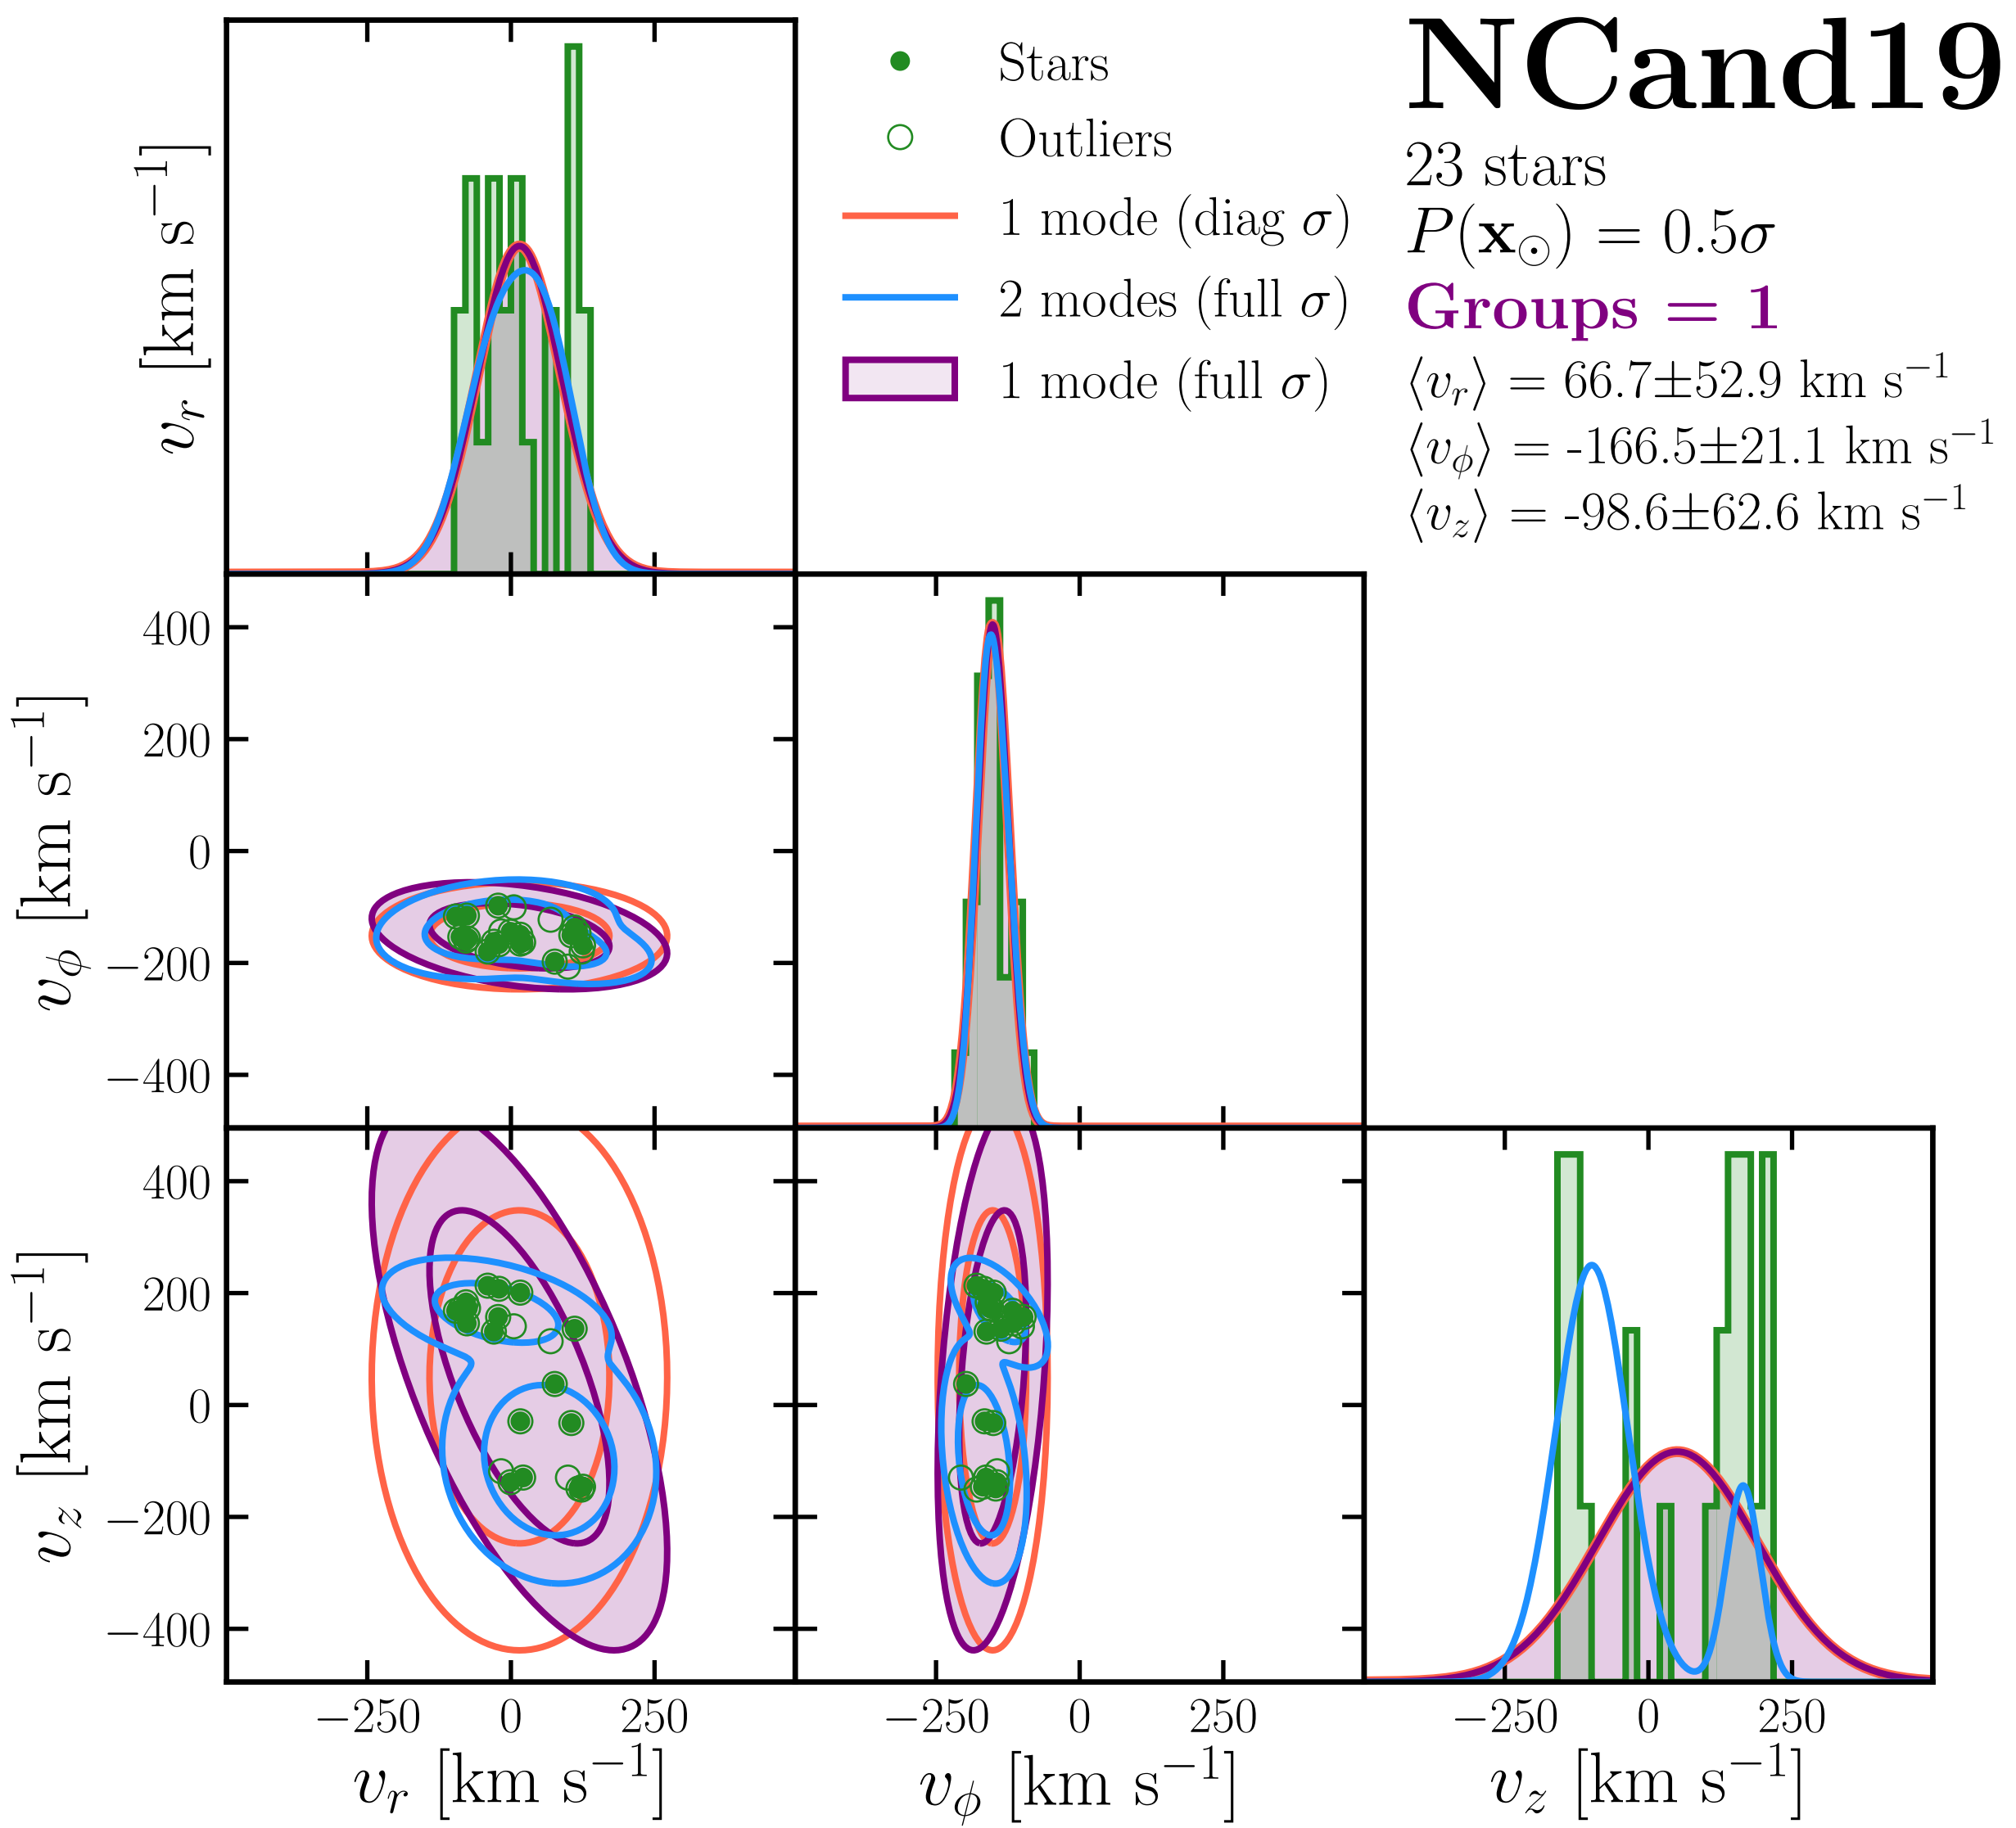 NCand19
23 stars
P(x⊙) = 0.5σ
Groups = 1
⟨v_r⟩ = 66.7±52.9 km s⁻¹
⟨v_ϕ⟩ = -166.5±21.1 km s⁻¹
⟨v_z⟩ = -98.6±62.6 km s⁻¹
Stars
Outliers
1 mode (diag σ)
2 modes (full σ)
1 mode (full σ)
v_r [km s⁻¹]
v_ϕ [km s⁻¹]
400
200
0
−200
−400
v_z [km s⁻¹]
400
200
0
−200
−400
−250 0 250
−250 0 250
−250 0 250
v_r [km s⁻¹]
v_ϕ [km s⁻¹]
v_z [km s⁻¹]